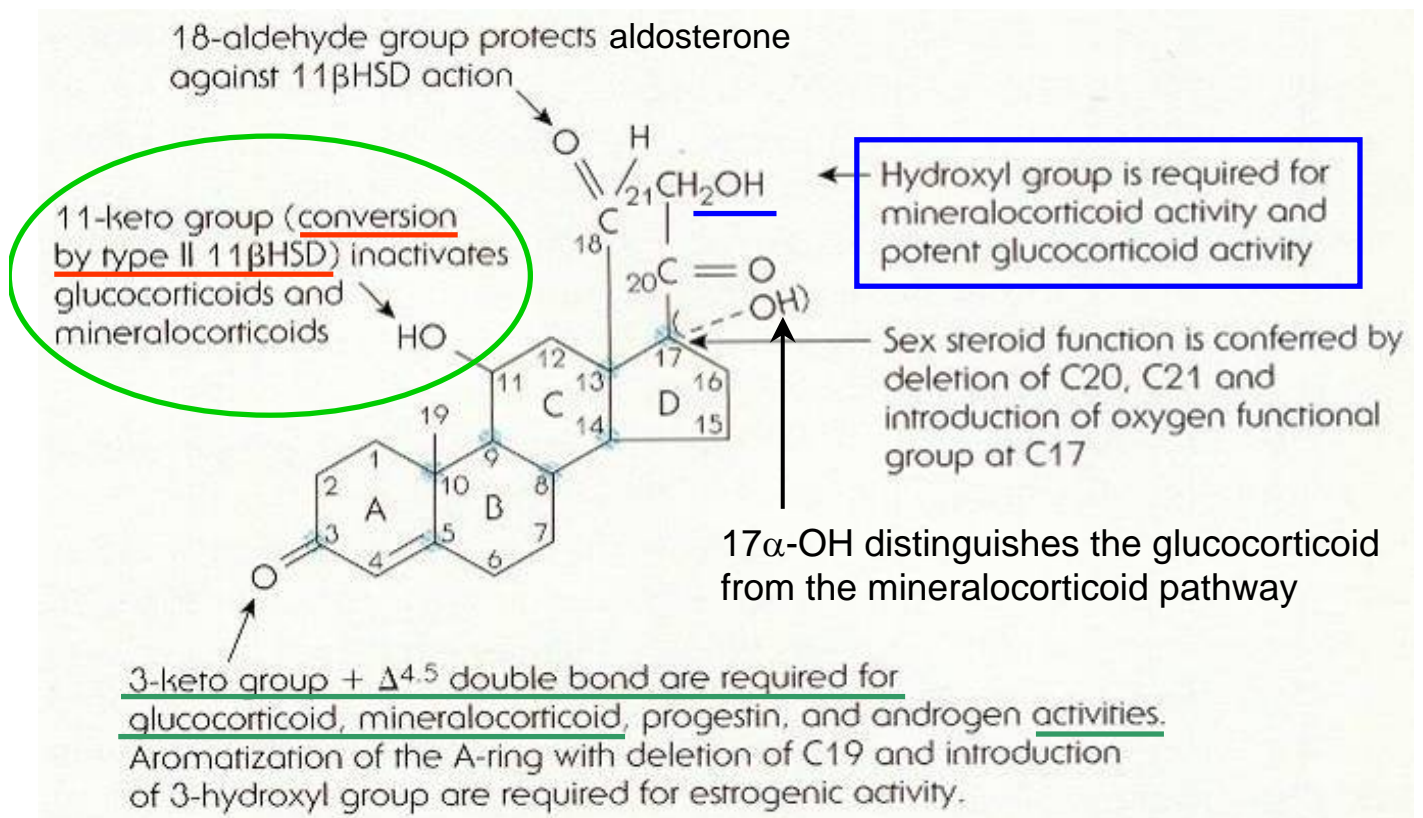 18-aldehyde group protects aldosterone
against 11βHSD action
O
H
21CH₂OH
C
18
20C = O
OH)
(
11-keto group (conversion
by type II 11βHSD) inactivates
glucocorticoids and
mineralocorticoids
HO
Hydroxyl group is required for
mineralocorticoid activity and
potent glucocorticoid activity
Sex steroid function is conferred by
deletion of C20, C21 and
introduction of oxygen functional
group at C17
12
17
11
13
16
C
D
19
14
15
1
9
2
10
8
A
B
3
5
7
4
6
O
17α-OH distinguishes the glucocorticoid
from the mineralocorticoid pathway
3-keto group + Δ⁴·⁵ double bond are required for
glucocorticoid, mineralocorticoid, progestin, and androgen activities.
Aromatization of the A-ring with deletion of C19 and introduction
of 3-hydroxyl group are required for estrogenic activity.